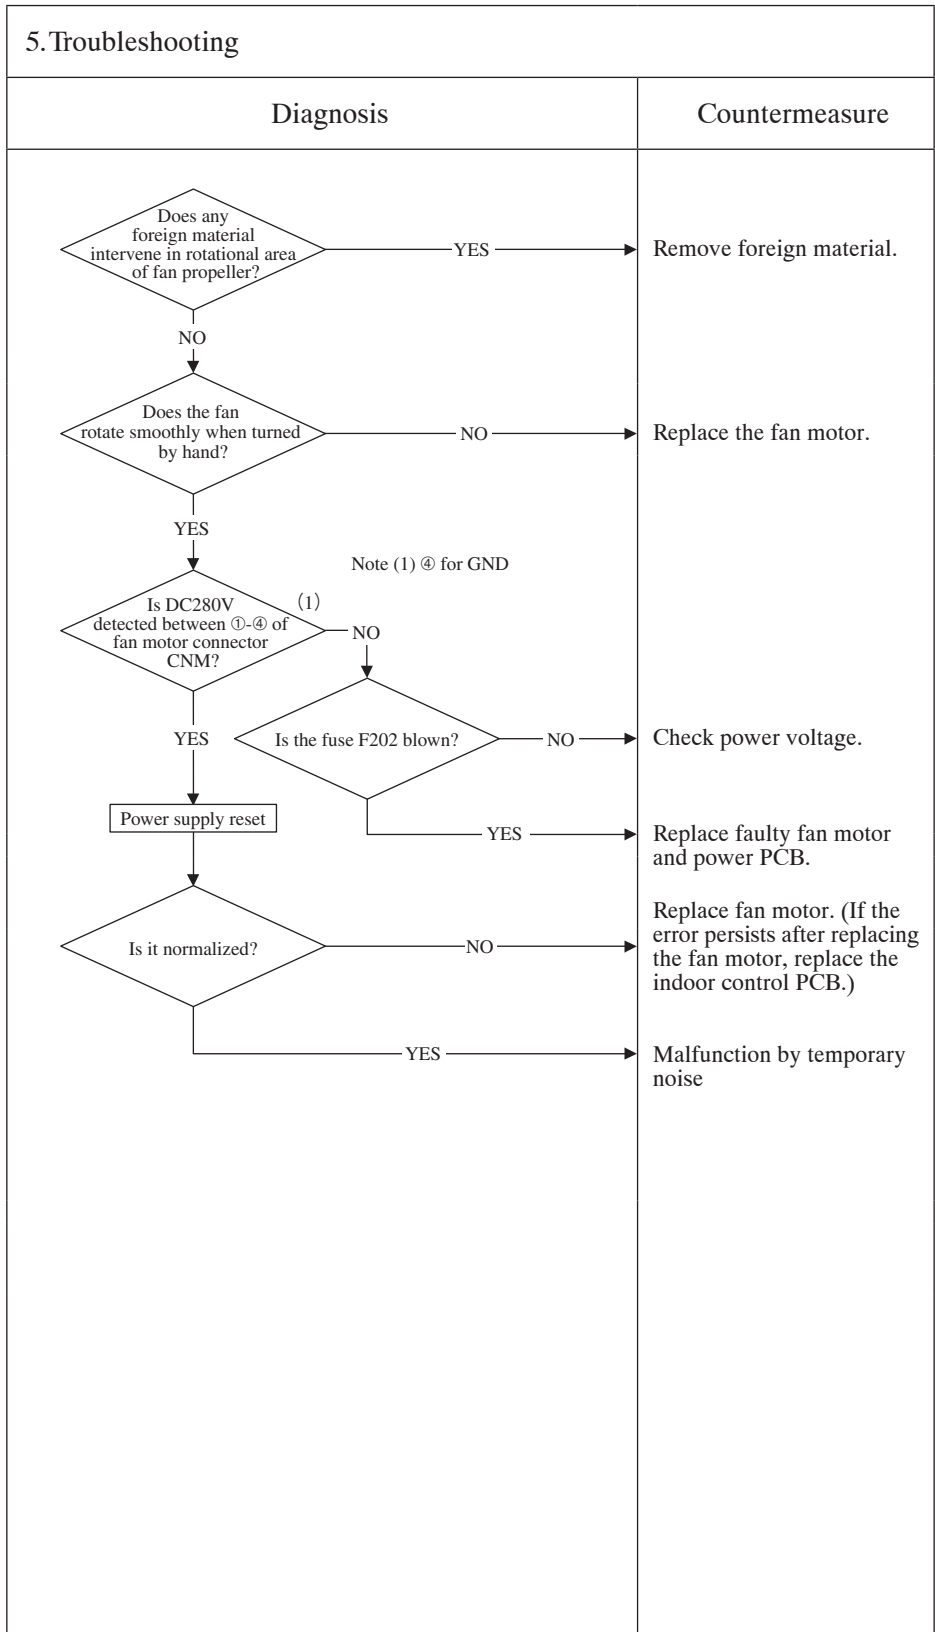 5.Troubleshooting
Diagnosis
Countermeasure
Does any
foreign material
intervene in rotational area
of fan propeller?
YES
Remove foreign material.
NO
Does the fan
rotate smoothly when turned
by hand?
NO
Replace the fan motor.
YES
Note (1) ④ for GND
Is DC280V
detected between ①-④ of
fan motor connector
CNM?
(1)
NO
YES
Is the fuse F202 blown?
NO
Check power voltage.
Power supply reset
YES
Replace faulty fan motor
and power PCB.
Is it normalized?
NO
Replace fan motor. (If the
error persists after replacing
the fan motor, replace the
indoor control PCB.)
YES
Malfunction by temporary
noise